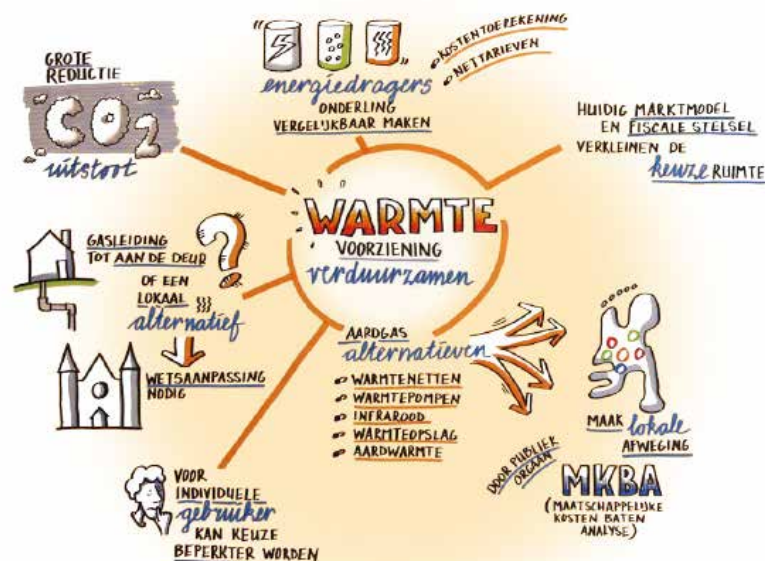 GROTE
REDUCTIE
CO2
uitstoot
energiedragers
ONDERLING
VERGELIJKBAAR MAKEN
KOSTENTOEREKENING
NETTARIEVEN
HUIDIG MARKTMODEL
EN FISCALE STELSEL
VERKLEINEN DE
keuze RUIMTE
WARMTE
VOORZIENING
verduurzamen
GASLEIDING
TOT AAN DE DEUR
?
OF EEN
LOKAAL
alternatief
WETSAANPASSING
NODIG
AARDGAS
alternatieven
WARMTENETTEN
WARMTEPOMPEN
INFRAROOD
WARMTEOPSLAG
AARDWARMTE
MAAK lokale
AFWEGING
DOOR PUBLIEK
ORGAAN
MKBA
(MAATSCHAPPELIJKE
KOSTEN BATEN
ANALYSE)
VOOR
INDIVIDUELE
gebruiker
KAN KEUZE
BEPERKTER WORDEN